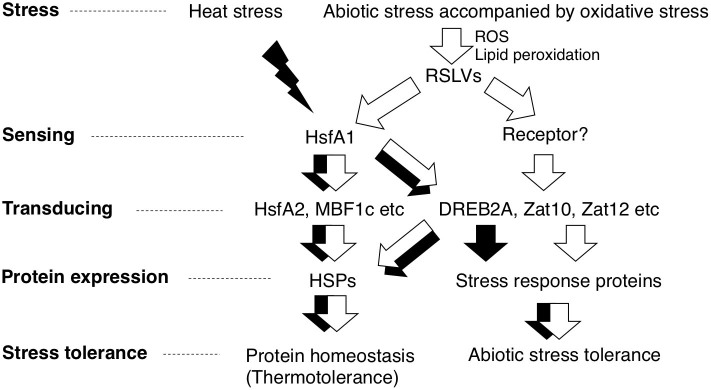 Stress Heat stress Abiotic stress accompanied by oxidative stress
ROS
Lipid peroxidation
RSLVs
Sensing HsfA1 Receptor?
Transducing HsfA2, MBF1c etc DREB2A, Zat10, Zat12 etc
Protein expression HSPs Stress response proteins
Stress tolerance Protein homeostasis Abiotic stress tolerance
(Thermotolerance)